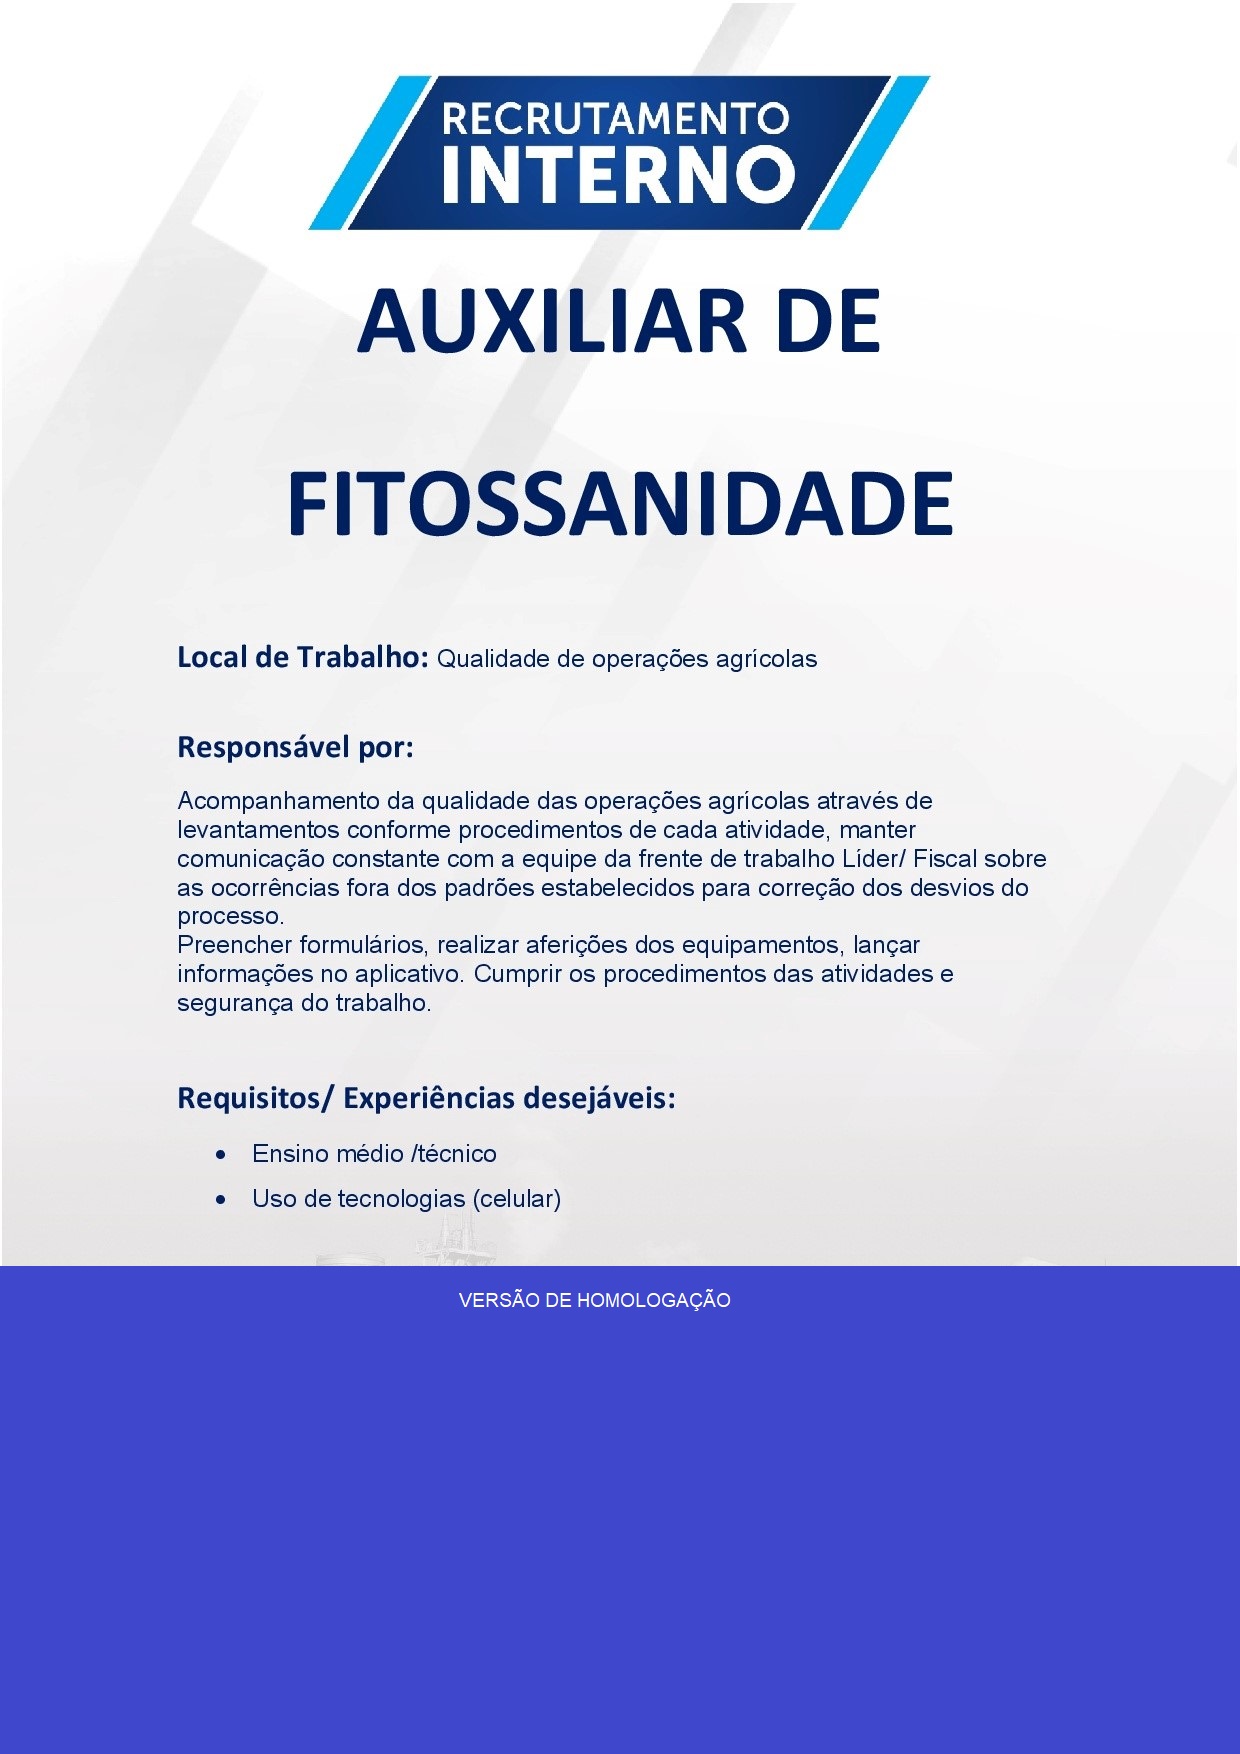 RECRUTAMENTO
INTERNO
AUXILIAR DE
FITOSSANIDADE
Local de Trabalho: Qualidade de operações agrícolas
Responsável por:
Acompanhamento da qualidade das operações agrícolas através de
levantamentos conforme procedimentos de cada atividade, manter
comunicação constante com a equipe da frente de trabalho Líder/ Fiscal sobre
as ocorrências fora dos padrões estabelecidos para correção dos desvios do
processo.
Preencher formulários, realizar aferições dos equipamentos, lançar
informações no aplicativo. Cumprir os procedimentos das atividades e
segurança do trabalho.
Requisitos/ Experiências desejáveis:
• Ensino médio /técnico
• Uso de tecnologias (celular)
VERSÃO DE HOMOLOGAÇÃO